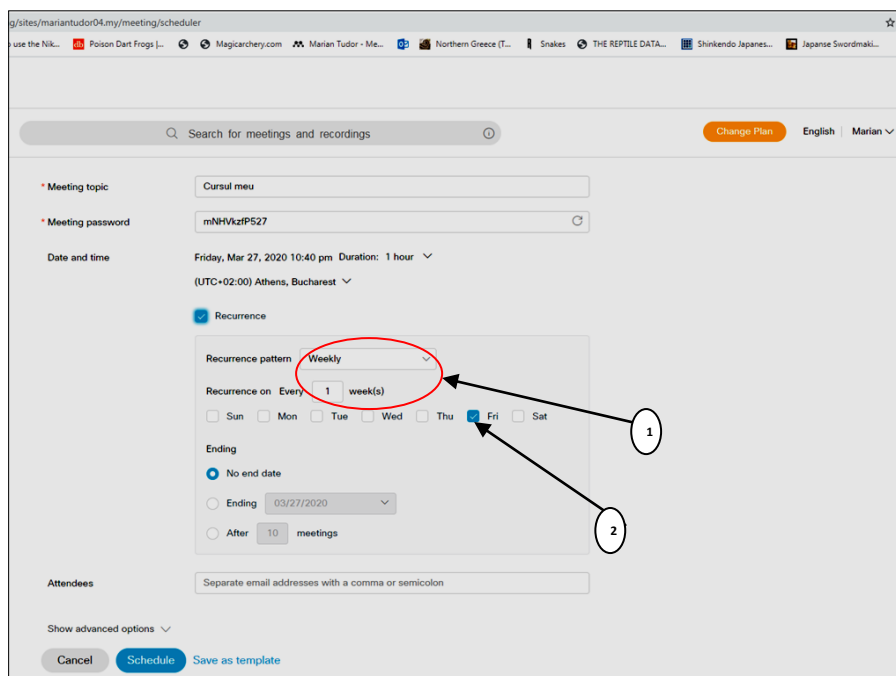 g/sites/mariantudor04.my/meeting/scheduler
o use the Nik... Poison Dart Frogs |... Magicarchery.com Marian Tudor - Me... Northern Greece (T... Snakes THE REPTILE DATA... Shinkendo Japanes... Japanse Swordmaki...
Search for meetings and recordings
Change Plan English Marian
* Meeting topic Cursul meu
* Meeting password mNHVkzfP527
Date and time Friday, Mar 27, 2020 10:40 pm Duration: 1 hour
(UTC+02:00) Athens, Bucharest
Recurrence
Recurrence pattern Weekly
Recurrence on Every 1 week(s)
Sun Mon Tue Wed Thu Fri Sat
1
Ending
No end date
Ending 03/27/2020
After 10 meetings
2
Attendees Separate email addresses with a comma or semicolon
Show advanced options
Cancel Schedule Save as template